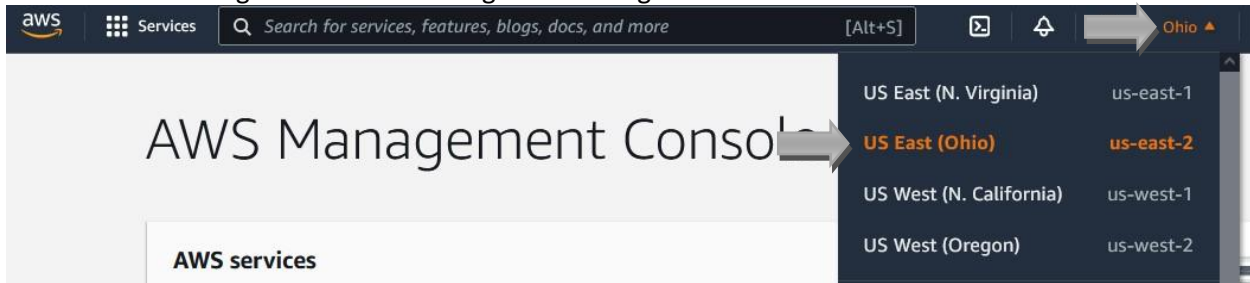 aws Services Search for services, features, blogs, docs, and more [Alt+S] Ohio
US East (N. Virginia) us-east-1
AWS Management Console
US East (Ohio) us-east-2
US West (N. California) us-west-1
US West (Oregon) us-west-2
AWS services